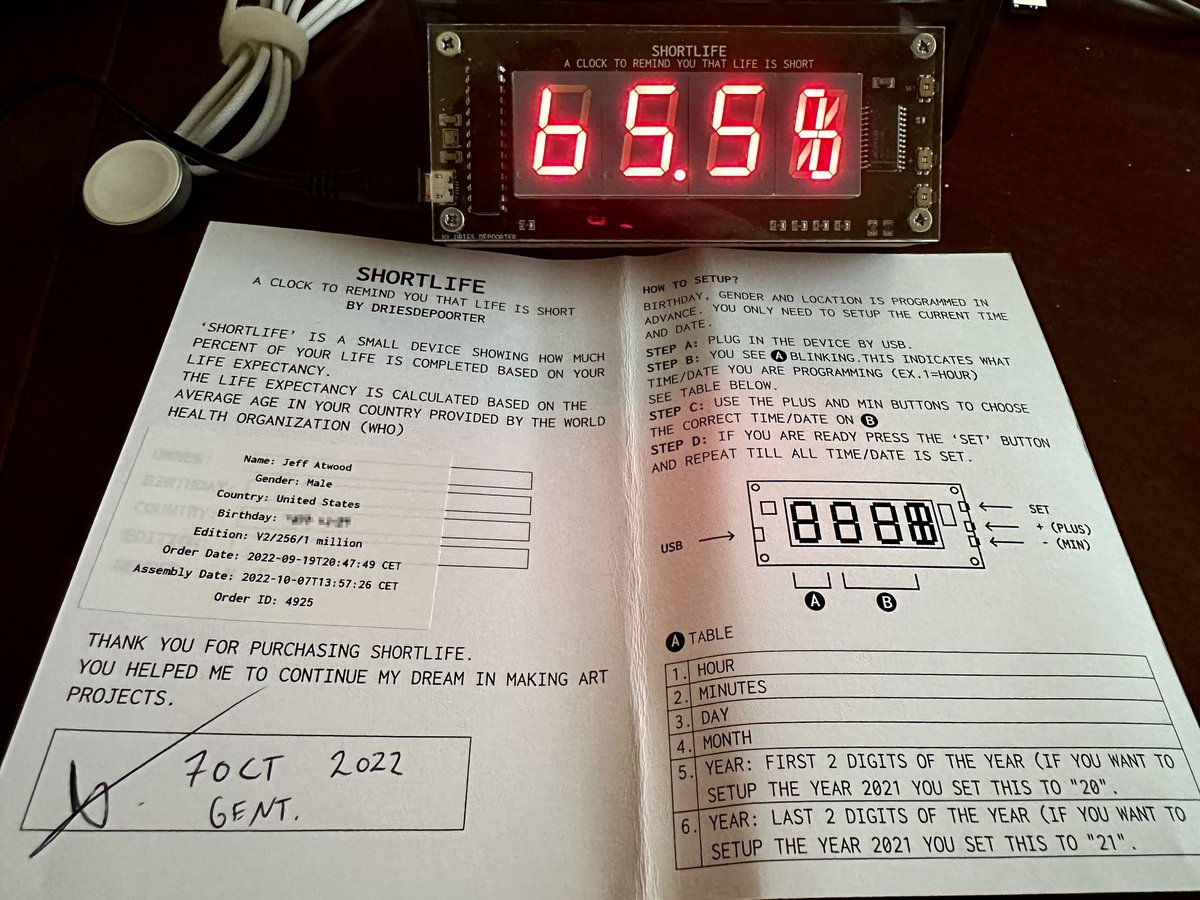 SHORTLIFE
A CLOCK TO REMIND YOU THAT LIFE IS SHORT
65.5%
SET
BY DRIES DEPOORTER
SHORTLIFE
A CLOCK TO REMIND YOU THAT LIFE IS SHORT
BY DRIESDEPOORTER
‘SHORTLIFE’ IS A SMALL DEVICE SHOWING HOW MUCH
PERCENT OF YOUR LIFE IS COMPLETED BASED ON YOUR
LIFE EXPECTANCY.
THE LIFE EXPECTANCY IS CALCULATED BASED ON THE
AVERAGE AGE IN YOUR COUNTRY PROVIDED BY THE WORLD
HEALTH ORGANIZATION (WHO)
Name: Jeff Atwood
Gender: Male
Country: United States
Birthday:
Edition: V2/256/1 million
Order Date: 2022-09-19T20:47:49 CET
Assembly Date: 2022-10-07T13:57:26 CET
Order ID: 4925
THANK YOU FOR PURCHASING SHORTLIFE.
YOU HELPED ME TO CONTINUE MY DREAM IN MAKING ART
PROJECTS.
7 OCT 2022
GENT.
HOW TO SETUP?
BIRTHDAY, GENDER AND LOCATION IS PROGRAMMED IN
ADVANCE. YOU ONLY NEED TO SETUP THE CURRENT TIME
AND DATE.
STEP A: PLUG IN THE DEVICE BY USB.
STEP B: YOU SEE A BLINKING.THIS INDICATES WHAT
TIME/DATE YOU ARE PROGRAMMING (EX.1=HOUR)
SEE TABLE BELOW.
STEP C: USE THE PLUS AND MIN BUTTONS TO CHOOSE
THE CORRECT TIME/DATE ON B
STEP D: IF YOU ARE READY PRESS THE ‘SET’ BUTTON
AND REPEAT TILL ALL TIME/DATE IS SET.
USB
SET
+ (PLUS)
- (MIN)
A B
A TABLE
1. HOUR
2. MINUTES
3. DAY
4. MONTH
5. YEAR: FIRST 2 DIGITS OF THE YEAR (IF YOU WANT TO
SETUP THE YEAR 2021 YOU SET THIS TO "20".
6. YEAR: LAST 2 DIGITS OF THE YEAR (IF YOU WANT TO
SETUP THE YEAR 2021 YOU SET THIS TO "21".